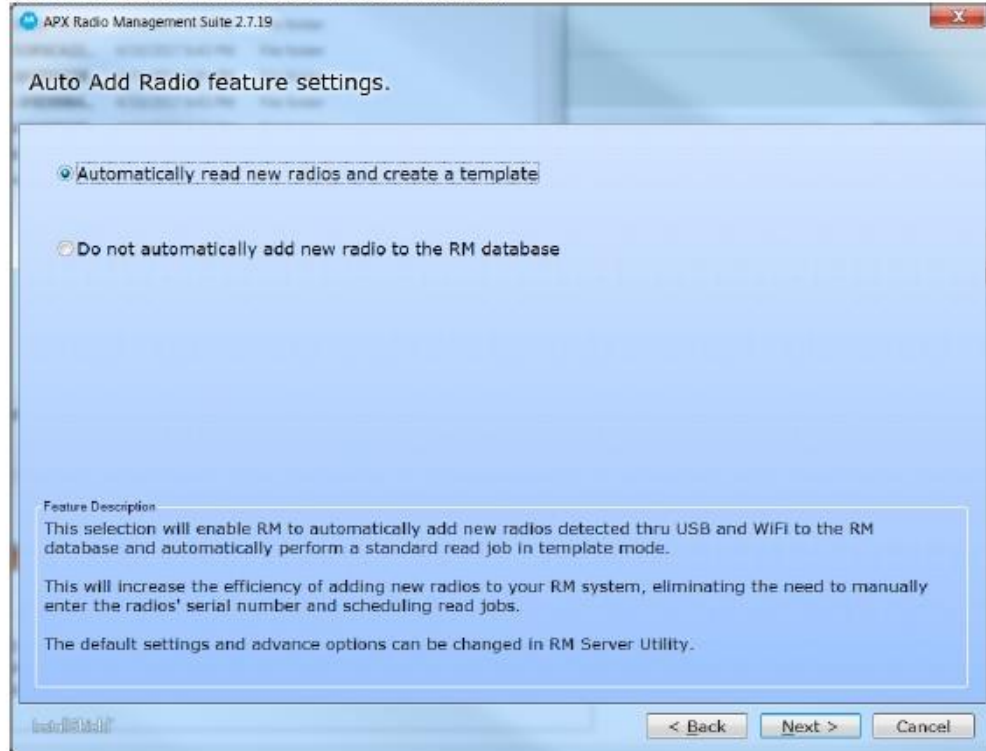 APX Radio Management Suite 2.7.19
Auto Add Radio feature settings.
Automatically read new radios and create a template
Do not automatically add new radio to the RM database
Feature Description
This selection will enable RM to automatically add new radios detected thru USB and WiFi to the RM
database and automatically perform a standard read job in template mode.
This will increase the efficiency of adding new radios to your RM system, eliminating the need to manually
enter the radios' serial number and scheduling read jobs.
The default settings and advance options can be changed in RM Server Utility.
InstallShield
< Back
Next >
Cancel